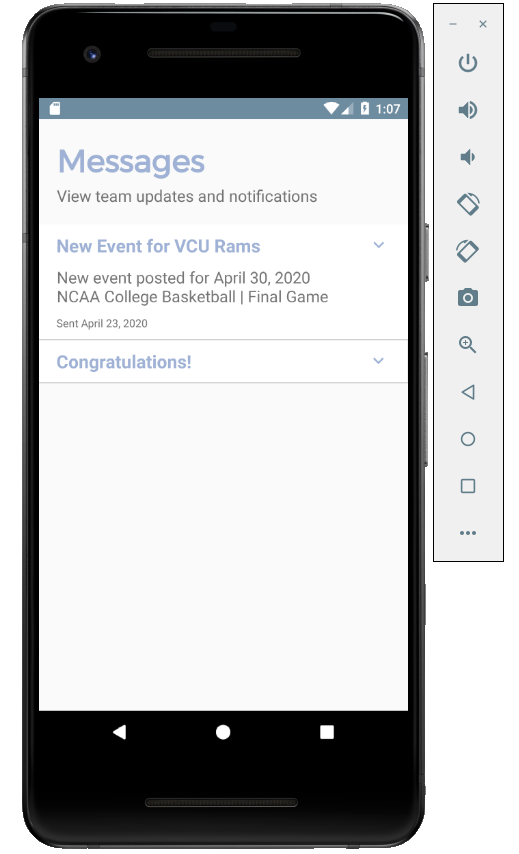 1:07
Messages
View team updates and notifications
New Event for VCU Rams
New event posted for April 30, 2020
NCAA College Basketball | Final Game
Sent April 23, 2020
Congratulations!